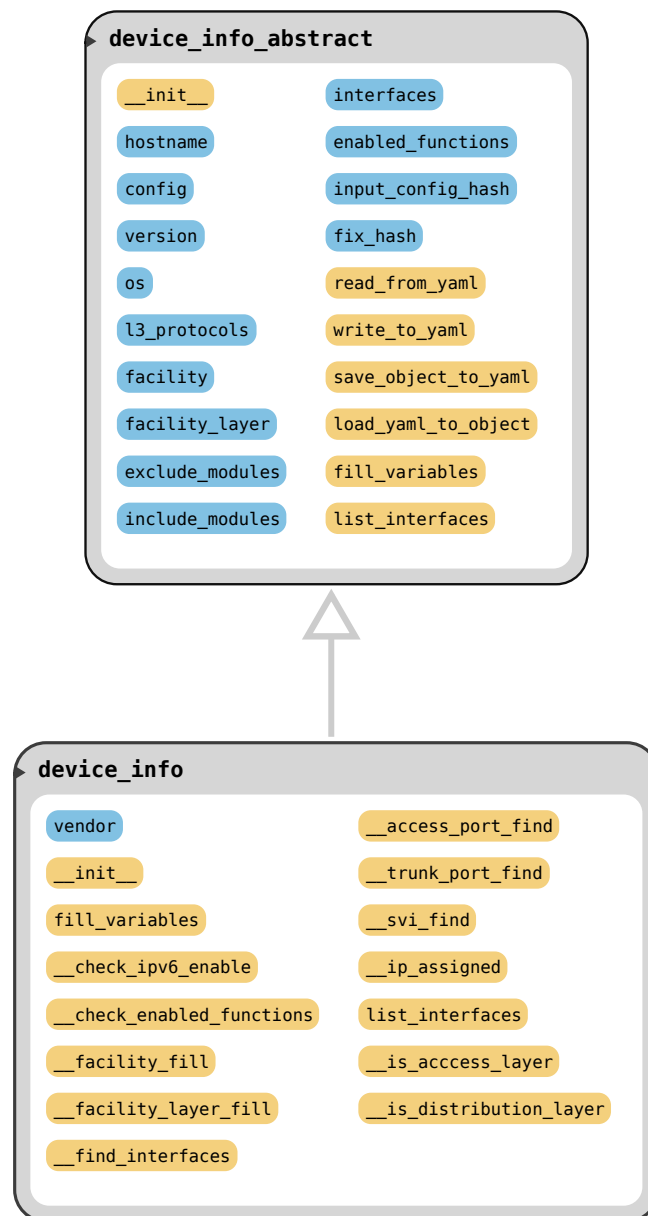 device_info_abstract
__init__
hostname
config
version
os
l3_protocols
facility
facility_layer
exclude_modules
include_modules
interfaces
enabled_functions
input_config_hash
fix_hash
read_from_yaml
write_to_yaml
save_object_to_yaml
load_yaml_to_object
fill_variables
list_interfaces
device_info
vendor
__init__
fill_variables
__check_ipv6_enable
__check_enabled_functions
__facility_fill
__facility_layer_fill
__find_interfaces
__access_port_find
__trunk_port_find
__svi_find
__ip_assigned
list_interfaces
__is_acccess_layer
__is_distribution_layer